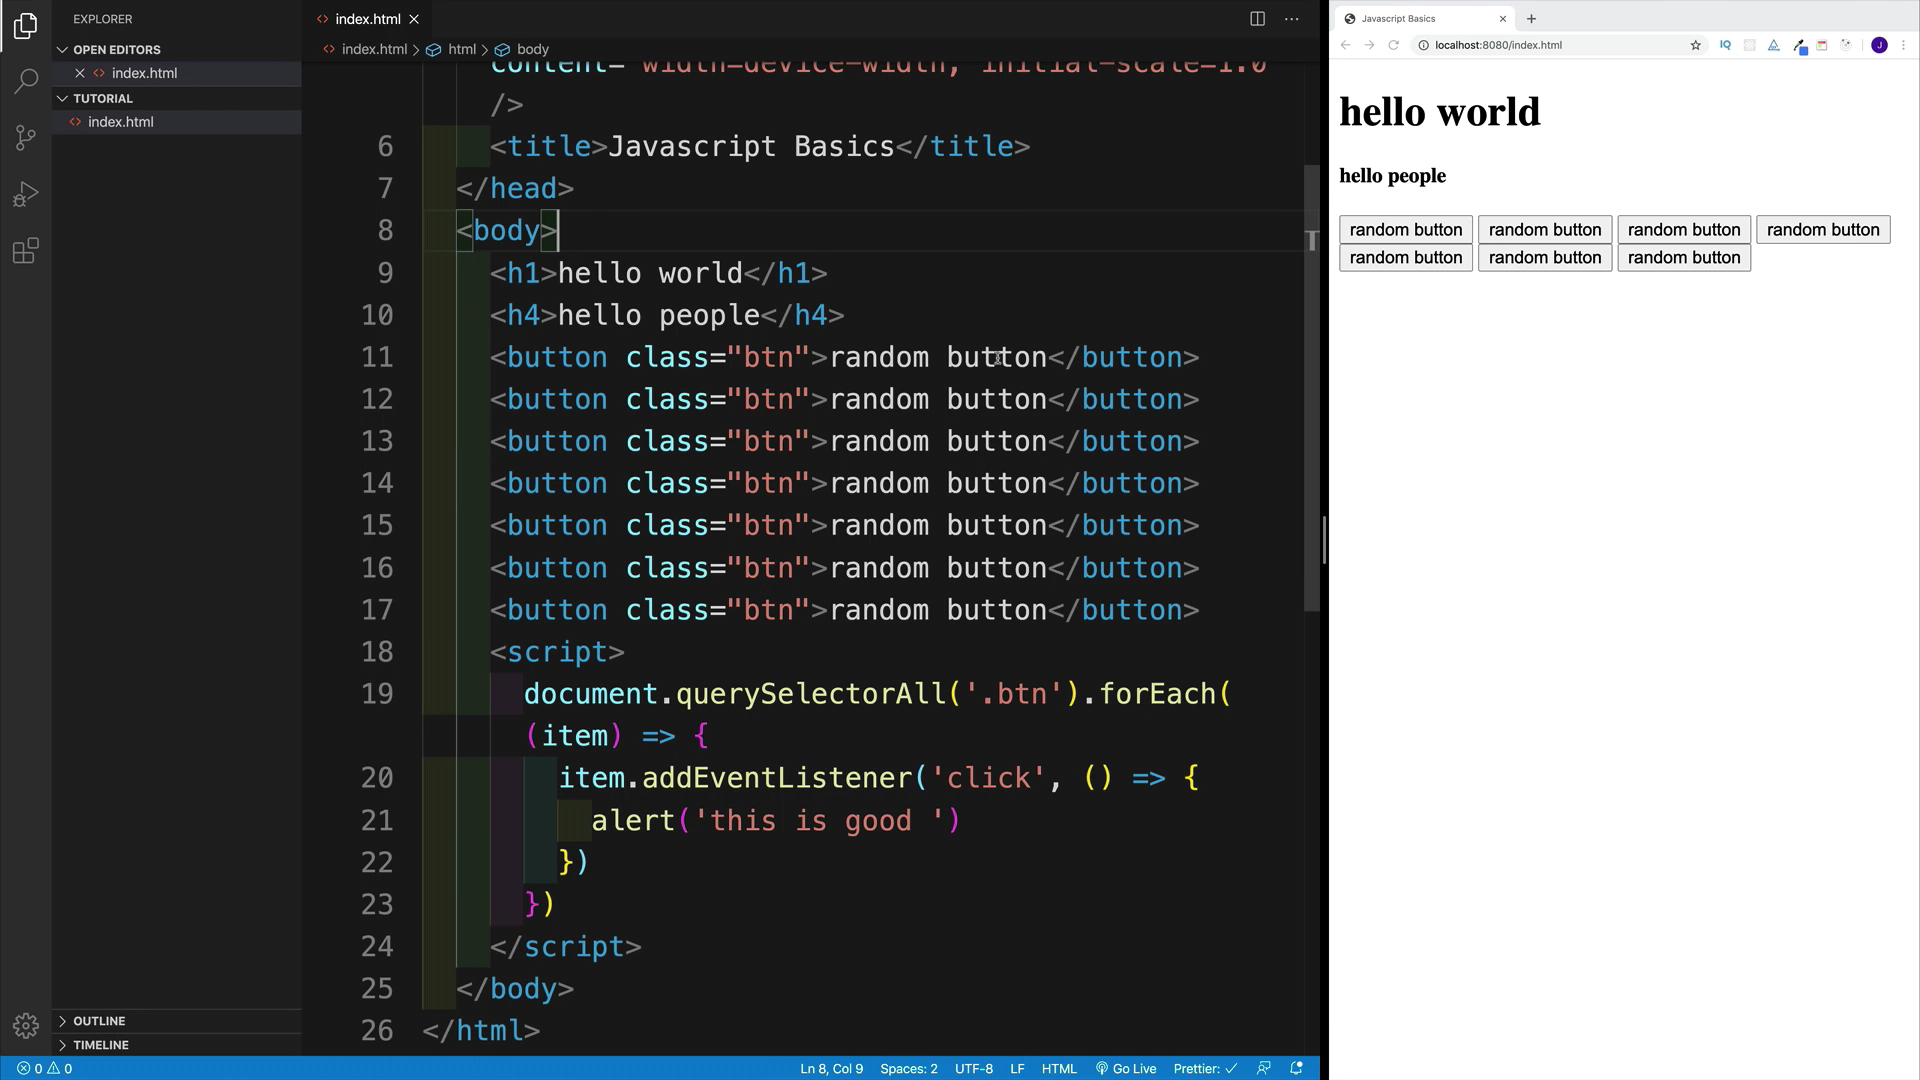 EXPLORER
OPEN EDITORS
index.html
TUTORIAL
index.html
OUTLINE
TIMELINE
index.html
index.html > html > body
content="width=device-width, initial-scale=1.0
/>
6 <title>Javascript Basics</title>
7 </head>
8 <body>
9 <h1>hello world</h1>
10 <h4>hello people</h4>
11 <button class="btn">random button</button>
12 <button class="btn">random button</button>
13 <button class="btn">random button</button>
14 <button class="btn">random button</button>
15 <button class="btn">random button</button>
16 <button class="btn">random button</button>
17 <button class="btn">random button</button>
18 <script>
19 document.querySelectorAll('.btn').forEach(
(item) => {
20 item.addEventListener('click', () => {
21 alert('this is good ')
22 })
23 })
24 </script>
25 </body>
26 </html>
0 0
Ln 8, Col 9 Spaces: 2 UTF-8 LF HTML Go Live Prettier: ✓
Javascript Basics
localhost:8080/index.html
IQ
J
hello world
hello people
random button random button random button random button
random button random button random button